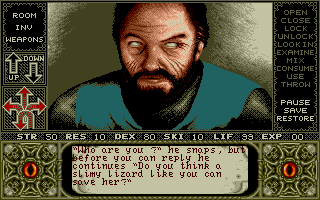 ROOM
INV
WEAPONS
UP
DOWN
OPEN
CLOSE
LOCK
UNLOCK
LOOK IN
EXAMINE
MIX
CONSUME
USE
THROW
PAUSE
SAVE
RESTORE
STR 50 RES 10 DEX 80 SKI 10 LIF 99 EXP 00
"Who are you ?" he snaps, but
before you can reply he
continues "Do you think a
slimy lizard like you can
save her?"